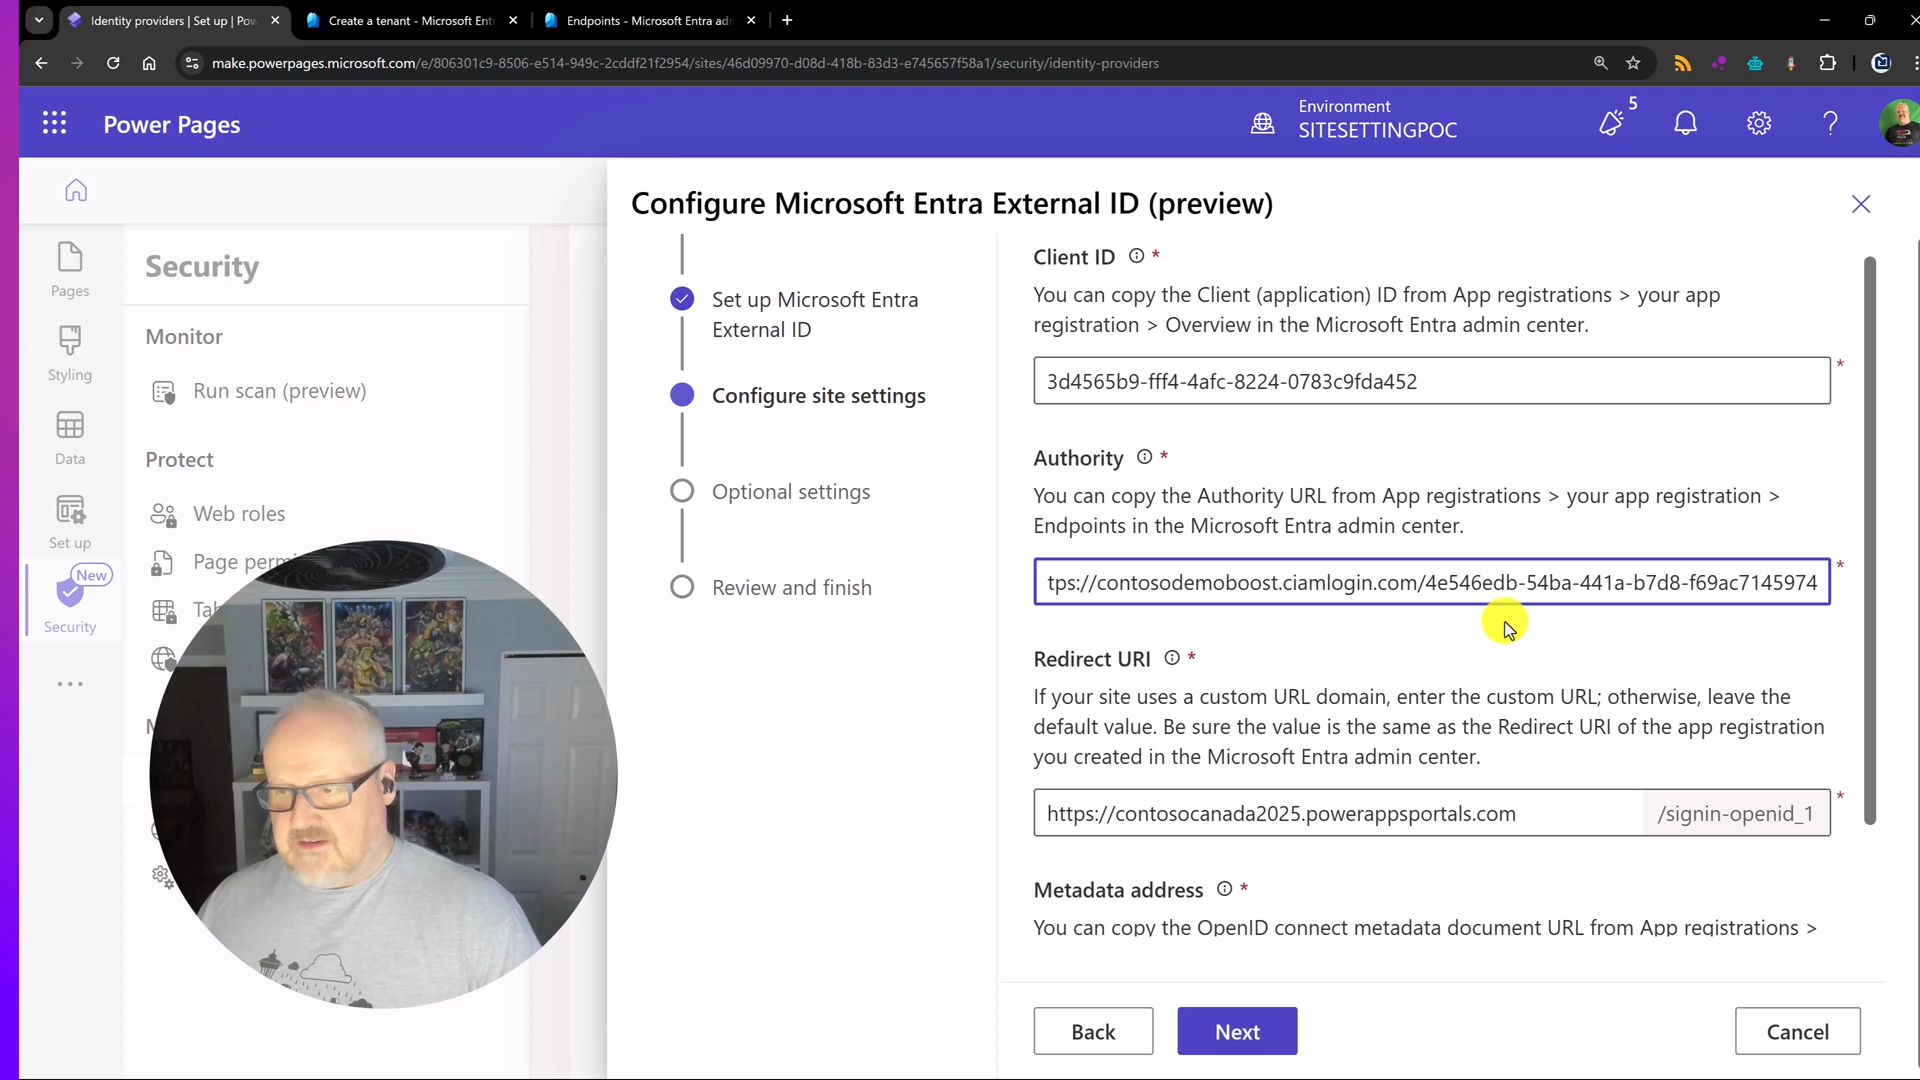 Identity providers | Set up | Pow
Create a tenant - Microsoft Entr
Endpoints - Microsoft Entra adm
make.powerpages.microsoft.com/e/806301c9-8506-e514-949c-2cddf21f2954/sites/46d09970-d08d-418b-83d3-e745657f58a1/security/identity-providers
Power Pages
Environment
SITESETTINGPOC
5
Pages
Styling
Data
Set up
New
Security
Security
Monitor
Run scan (preview)
Protect
Web roles
Page permi
Tab
M
Configure Microsoft Entra External ID (preview)
Set up Microsoft Entra
External ID
Configure site settings
Optional settings
Review and finish
Client ID *
You can copy the Client (application) ID from App registrations > your app
registration > Overview in the Microsoft Entra admin center.
3d4565b9-fff4-4afc-8224-0783c9fda452 *
Authority *
You can copy the Authority URL from App registrations > your app registration >
Endpoints in the Microsoft Entra admin center.
tps://contosodemoboost.ciamlogin.com/4e546edb-54ba-441a-b7d8-f69ac7145974 *
Redirect URI *
If your site uses a custom URL domain, enter the custom URL; otherwise, leave the
default value. Be sure the value is the same as the Redirect URI of the app registration
you created in the Microsoft Entra admin center.
https://contosocanada2025.powerappsportals.com /signin-openid_1 *
Metadata address *
You can copy the OpenID connect metadata document URL from App registrations >
Back
Next
Cancel